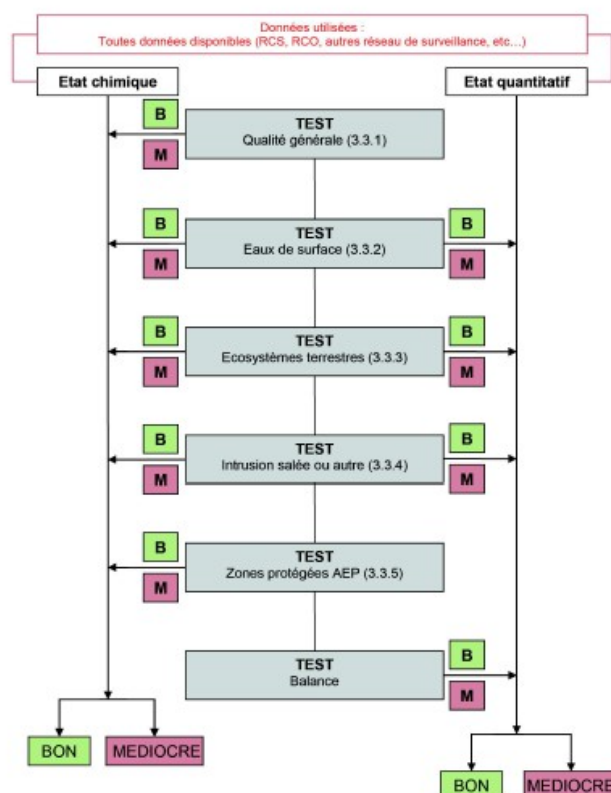 Données utilisées :
Toutes données disponibles (RCS, RCO, autres réseau de surveillance, etc…)
Etat chimique
Etat quantitatif
B
M
TEST
Qualité générale (3.3.1)
B
M
TEST
Eaux de surface (3.3.2)
B
M
B
M
TEST
Ecosystèmes terrestres (3.3.3)
B
M
B
M
TEST
Intrusion salée ou autre (3.3.4)
B
M
B
M
TEST
Zones protégées AEP (3.3.5)
TEST
Balance
B
M
BON
MEDIOCRE
BON
MEDIOCRE